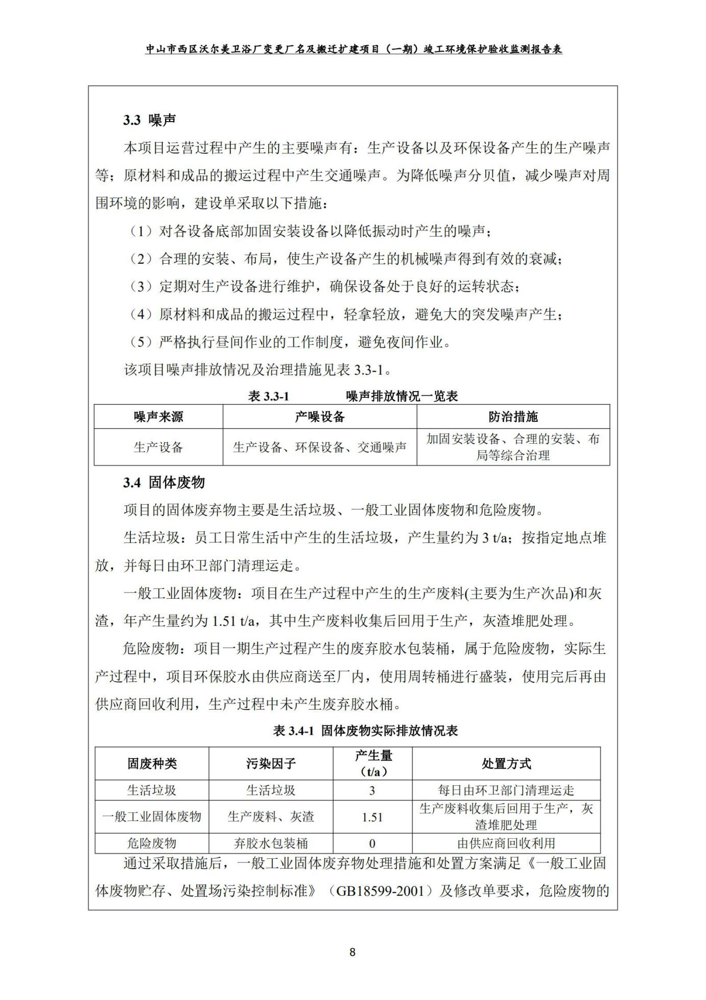 中山市西区沃尔美卫浴厂变更厂名及搬迁扩建项目（一期）竣工环境保护验收监测报告表
3.3 噪声
本项目运营过程中产生的主要噪声有：生产设备以及环保设备产生的生产噪声
等；原材料和成品的搬运过程中产生交通噪声。为降低噪声分贝值，减少噪声对周
围环境的影响，建设单采取以下措施：
（1）对各设备底部加固安装设备以降低振动时产生的噪声；
（2）合理的安装、布局，使生产设备产生的机械噪声得到有效的衰减；
（3）定期对生产设备进行维护，确保设备处于良好的运转状态；
（4）原材料和成品的搬运过程中，轻拿轻放，避免大的突发噪声产生；
（5）严格执行昼间作业的工作制度，避免夜间作业。
该项目噪声排放情况及治理措施见表 3.3-1。
表 3.3-1 噪声排放情况一览表
噪声来源 产噪设备 防治措施
生产设备 生产设备、环保设备、交通噪声 加固安装设备、合理的安装、布
局等综合治理
3.4 固体废物
项目的固体废弃物主要是生活垃圾、一般工业固体废物和危险废物。
生活垃圾：员工日常生活中产生的生活垃圾，产生量约为 3 t/a；按指定地点堆
放，并每日由环卫部门清理运走。
一般工业固体废物：项目在生产过程中产生的生产废料(主要为生产次品)和灰
渣，年产生量约为 1.51 t/a，其中生产废料收集后回用于生产，灰渣堆肥处理。
危险废物：项目一期生产过程产生的废弃胶水包装桶，属于危险废物，实际生
产过程中，项目环保胶水由供应商送至厂内，使用周转桶进行盛装，使用完后再由
供应商回收利用，生产过程中未产生废弃胶水桶。
表 3.4-1 固体废物实际排放情况表
固废种类 污染因子 产生量
（t/a） 处置方式
生活垃圾 生活垃圾 3 每日由环卫部门清理运走
一般工业固体废物 生产废料、灰渣 1.51 生产废料收集后回用于生产，灰
渣堆肥处理
危险废物 弃胶水包装桶 0 由供应商回收利用
通过采取措施后，一般工业固体废弃物处理措施和处置方案满足《一般工业固
体废物贮存、处置场污染控制标准》（GB18599-2001）及修改单要求，危险废物的
8